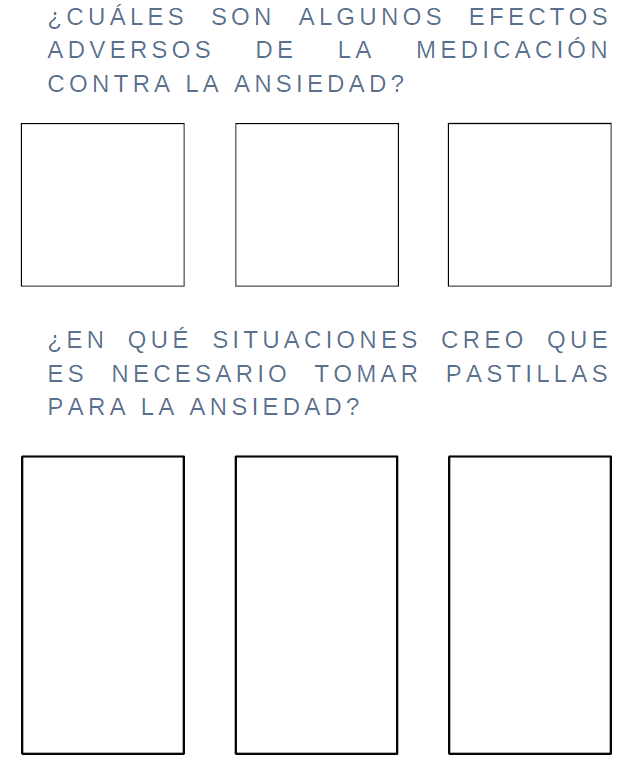 ¿CUÁLES SON ALGUNOS EFECTOS
ADVERSOS DE LA MEDICACIÓN
CONTRA LA ANSIEDAD?
¿EN QUÉ SITUACIONES CREO QUE
ES NECESARIO TOMAR PASTILLAS
PARA LA ANSIEDAD?